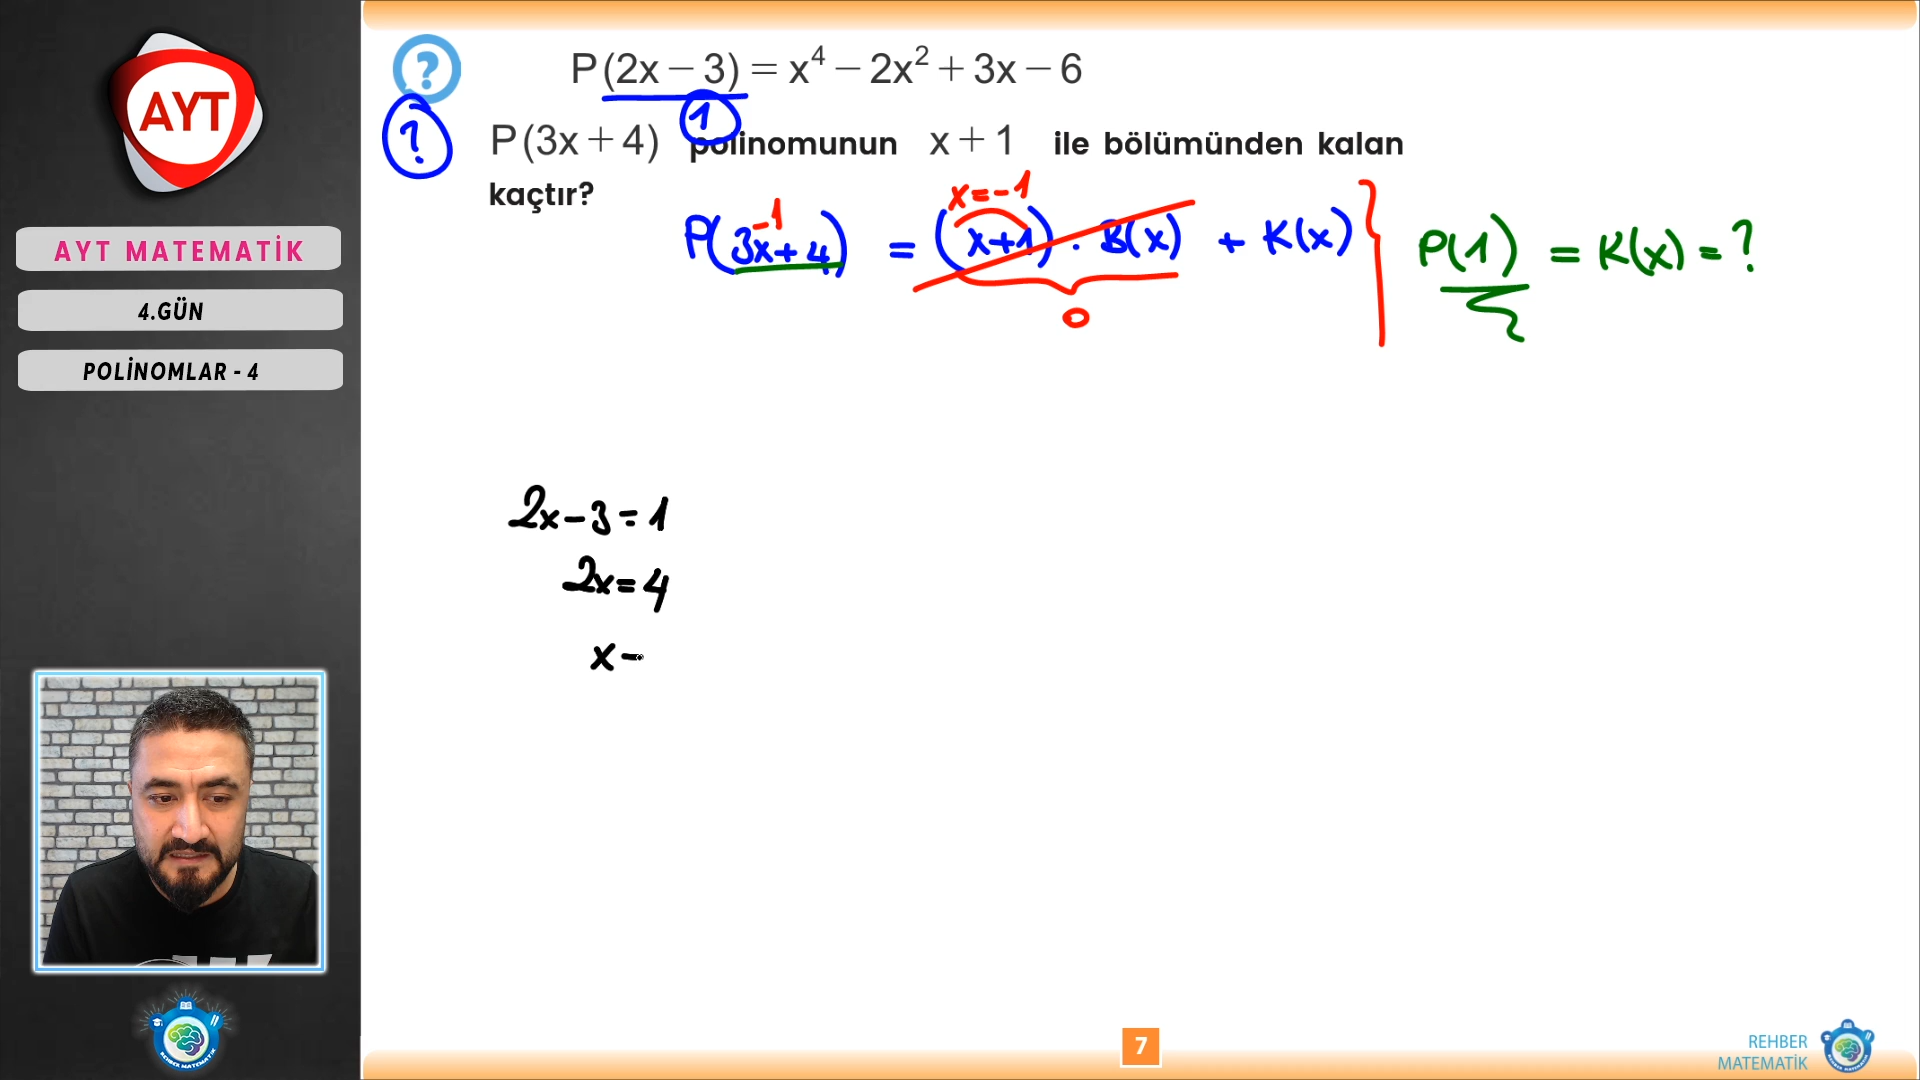 AYT
AYT MATEMATİK
4.GÜN
POLİNOMLAR - 4
?
P(2x − 3) = x⁴ − 2x² + 3x − 6
?
1
P(3x + 4) polinomunun x + 1 ile bölümünden kalan
kaçtır?
-1
x=-1
P(3x+4) = (x+1) · B(x) + K(x)
0
P(1) = K(x) = ?
2x-3=1
2x=4
x-
7
REHBER
MATEMATİK
REHBER MATEMATİK